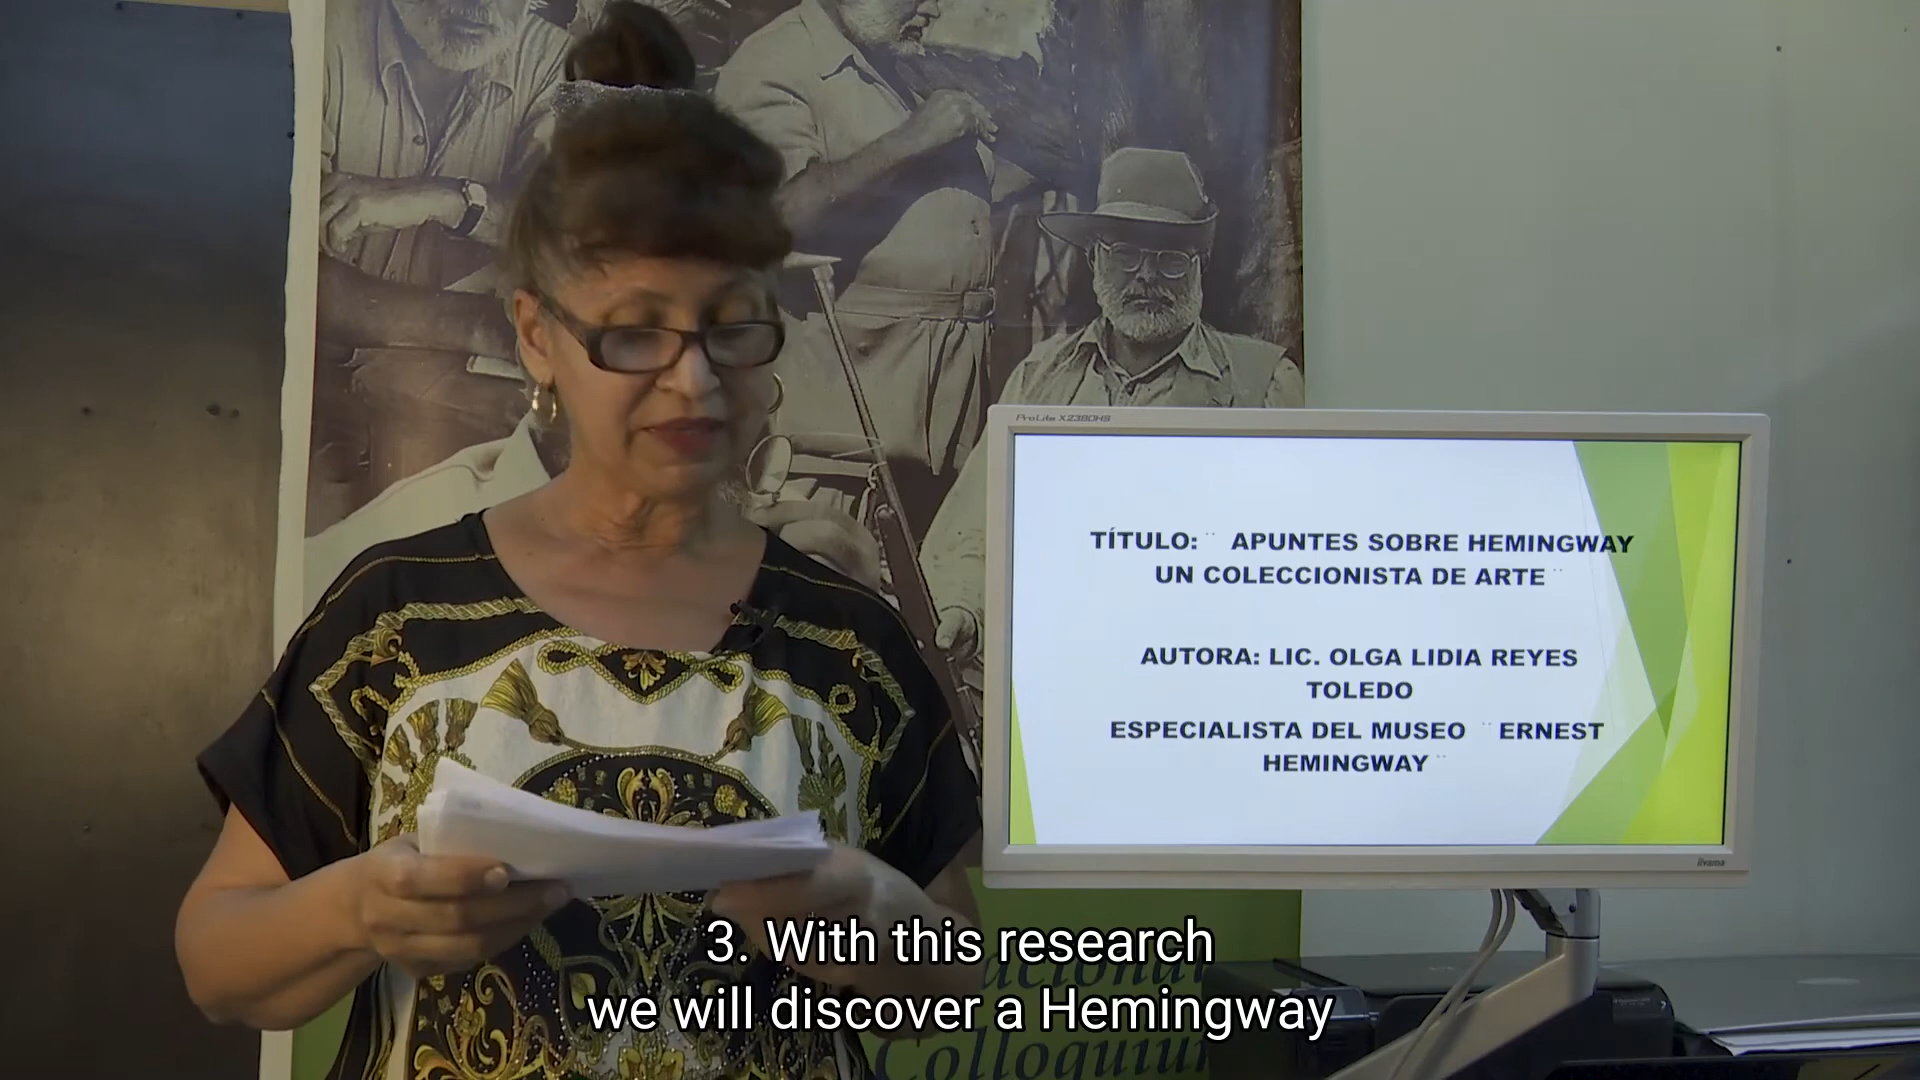 ProLite X2380HS
TÍTULO: ¨ APUNTES SOBRE HEMINGWAY
UN COLECCIONISTA DE ARTE ¨
AUTORA: LIC. OLGA LIDIA REYES
TOLEDO
ESPECIALISTA DEL MUSEO ¨ ERNEST
HEMINGWAY ¨
iiyama
3. With this research
we will discover a Hemingway